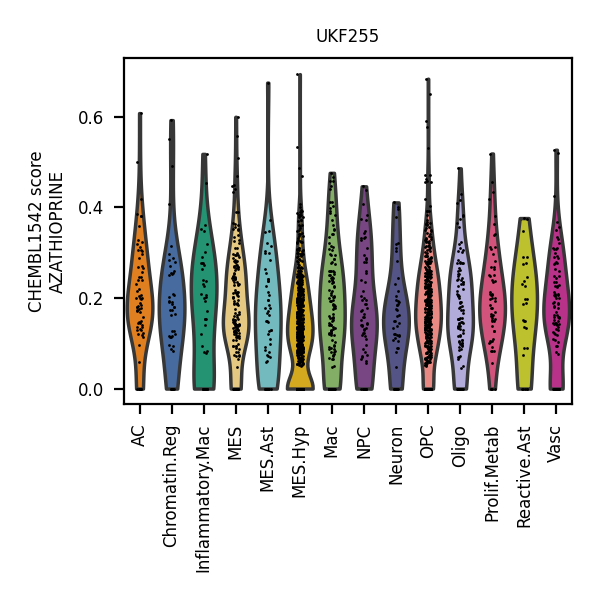 UKF255
CHEMBL1542 score
AZATHIOPRINE
0.6
0.4
0.2
0.0
AC
Chromatin.Reg
Inflammatory.Mac
MES
MES.Ast
MES.Hyp
Mac
NPC
Neuron
OPC
Oligo
Prolif.Metab
Reactive.Ast
Vasc